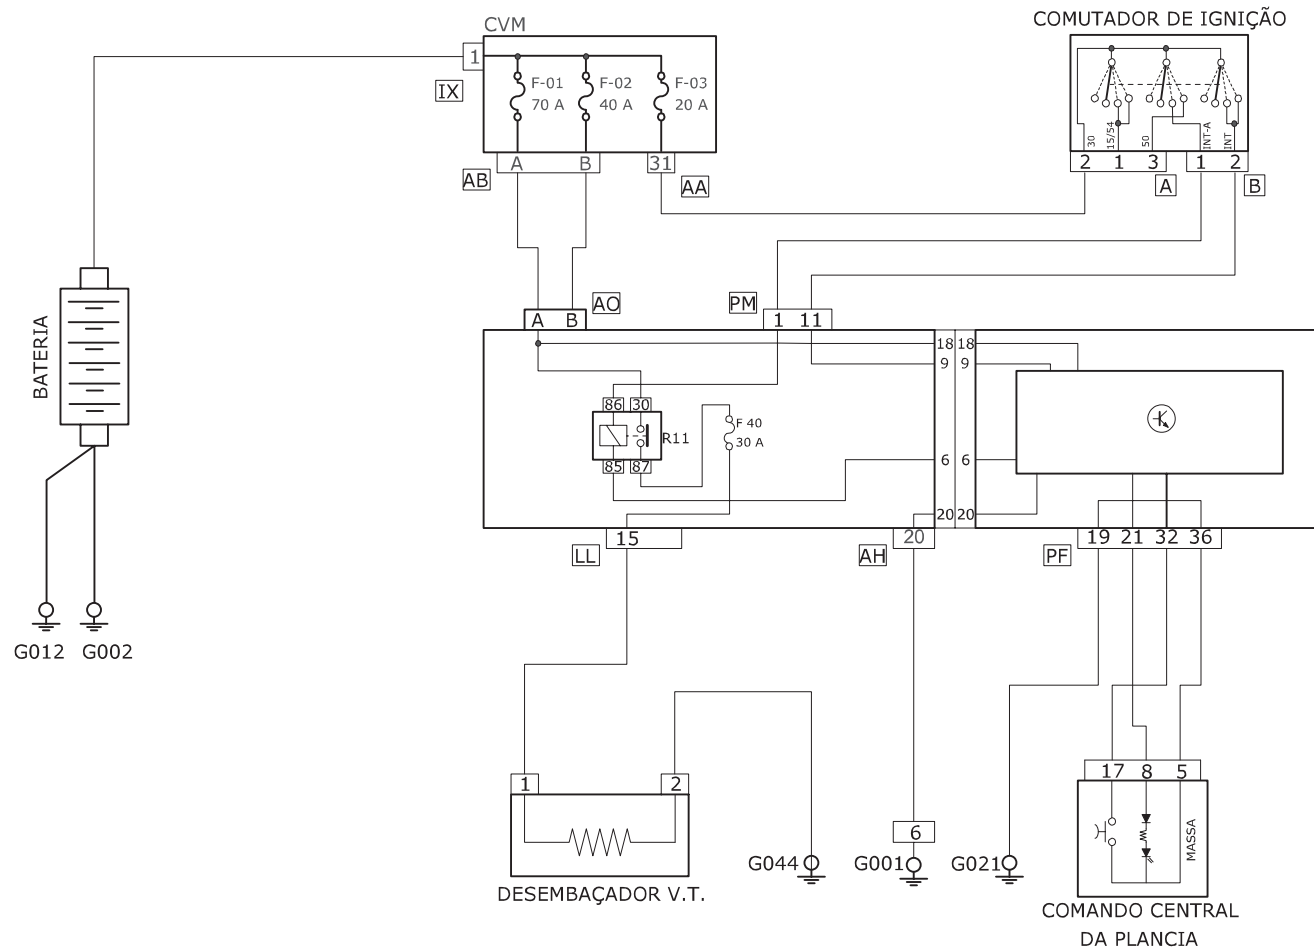 CVM
COMUTADOR DE IGNIÇÃO
1
IX
F-01
70 A
F-02
40 A
F-03
20 A
A
B
31
AB
AA
30
15/54
50
INT-A
INT
2
1
3
1
2
A
B
BATERIA
AO
A
B
PM
1
11
18
18
9
9
86
30
R11
F 40
30 A
85
87
6
6
20
20
15
LL
AH
20
PF
19
21
32
36
G012
G002
1
2
DESEMBAÇADOR V.T.
G044
6
G001
G021
17
8
5
MASSA
COMANDO CENTRAL
DA PLANCIA